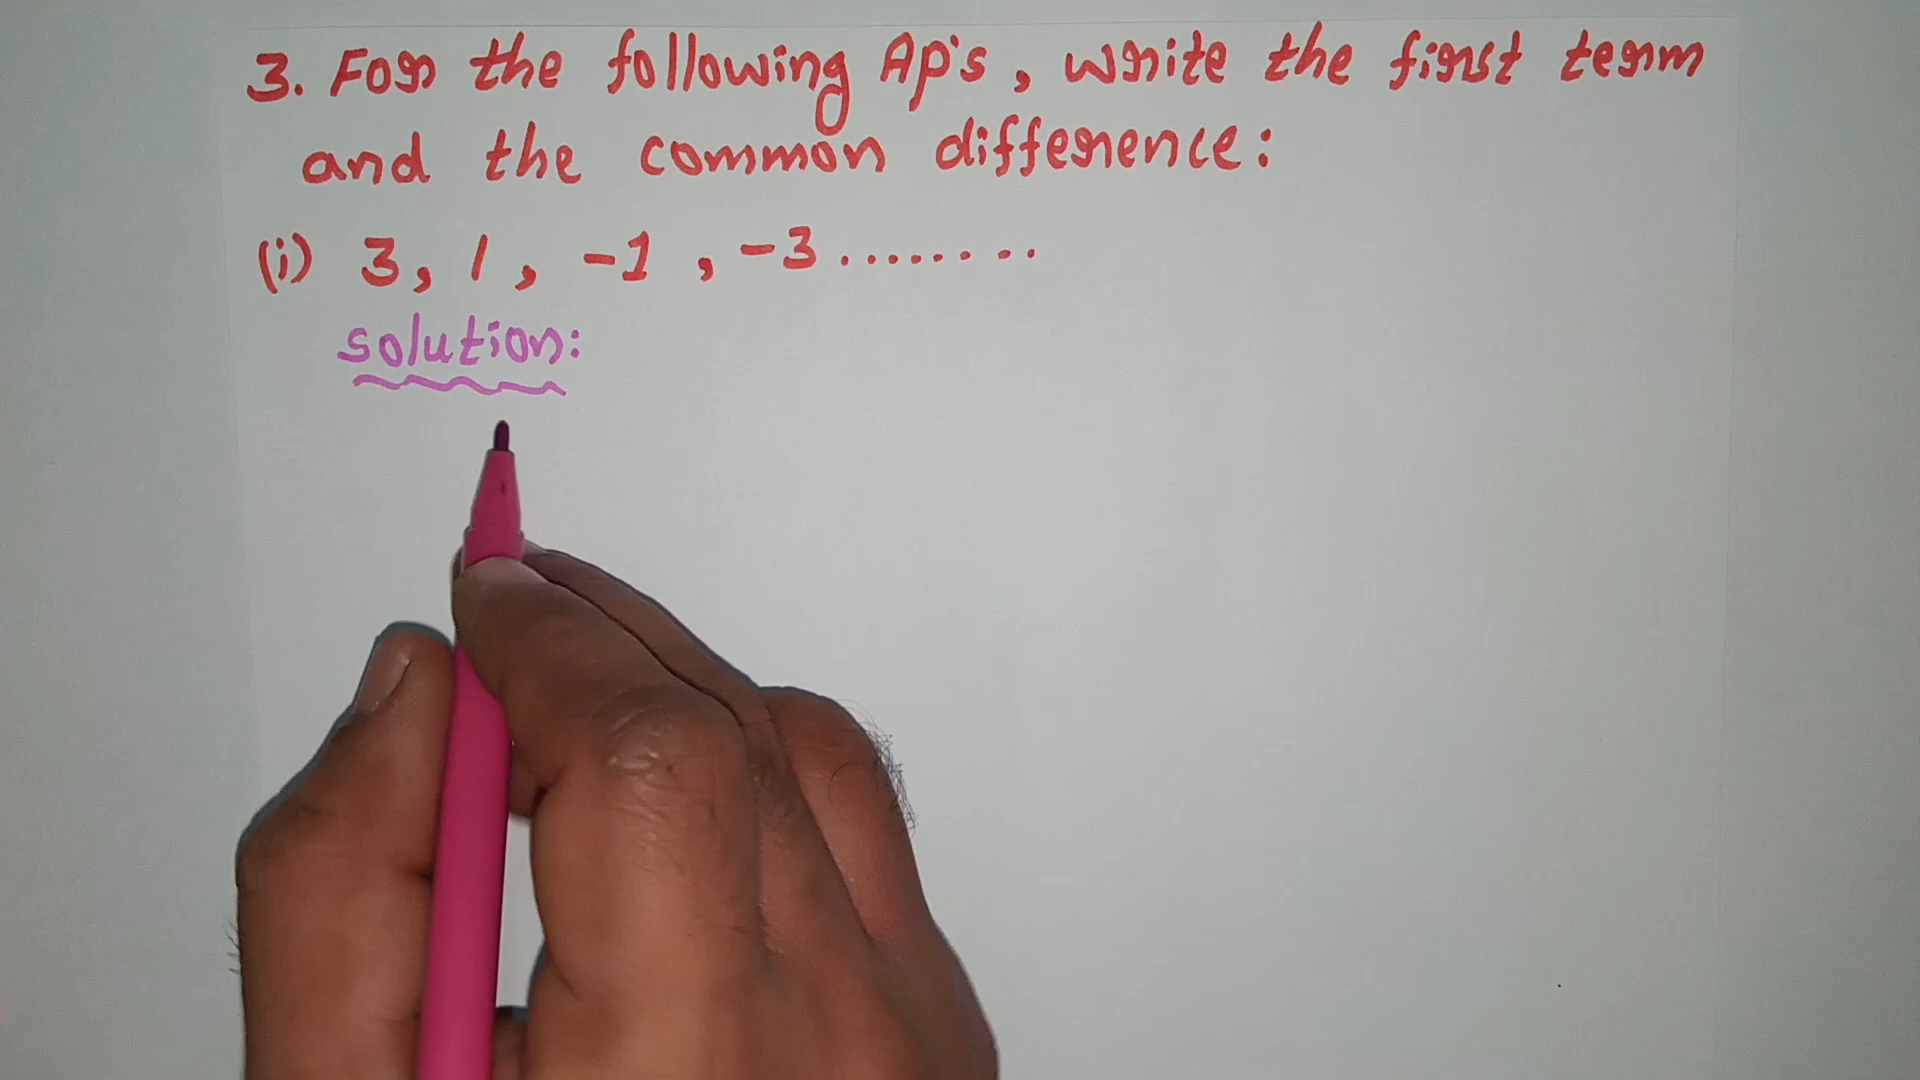 3. For the following Ap's, write the first term
and the common difference:
(i) 3, 1, -1, -3........
solution: